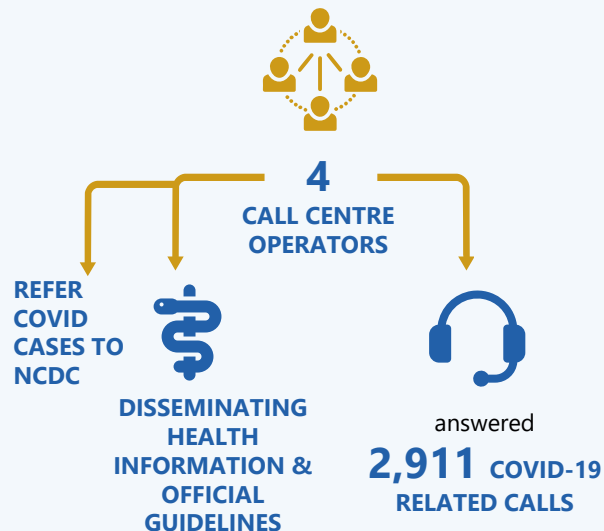 4
CALL CENTRE
OPERATORS
REFER
COVID
CASES TO
NCDC
DISSEMINATING
HEALTH
INFORMATION &
OFFICIAL
GUIDELINES
answered
2,911 COVID-19
RELATED CALLS